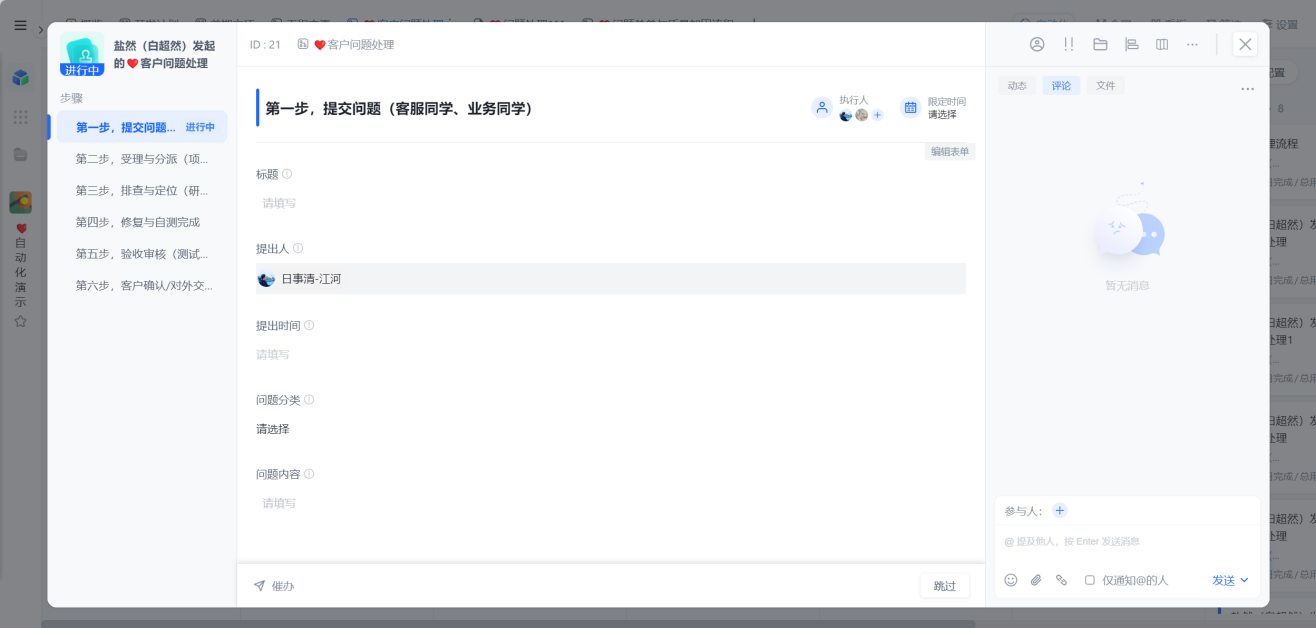 盐然（白超然）发起
的❤️客户问题处理
进行中
步骤
第一步，提交问题... 进行中
第二步，受理与分派（项...
第三步，排查与定位（研...
第四步，修复与自测完成
第五步，验收审核（测试...
第六步，客户确认/对外交...
ID : 21 ❤️客户问题处理
第一步，提交问题（客服同学、业务同学）
执行人
限定时间
请选择
编辑表单
标题
请填写
提出人
日事清-江河
提出时间
请填写
问题分类
请选择
问题内容
请填写
催办
跳过
动态 评论 文件
暂无消息
参与人：
@ 提及他人，按 Enter 发送消息
仅通知@的人 发送
❤️自动化演示
设置
8